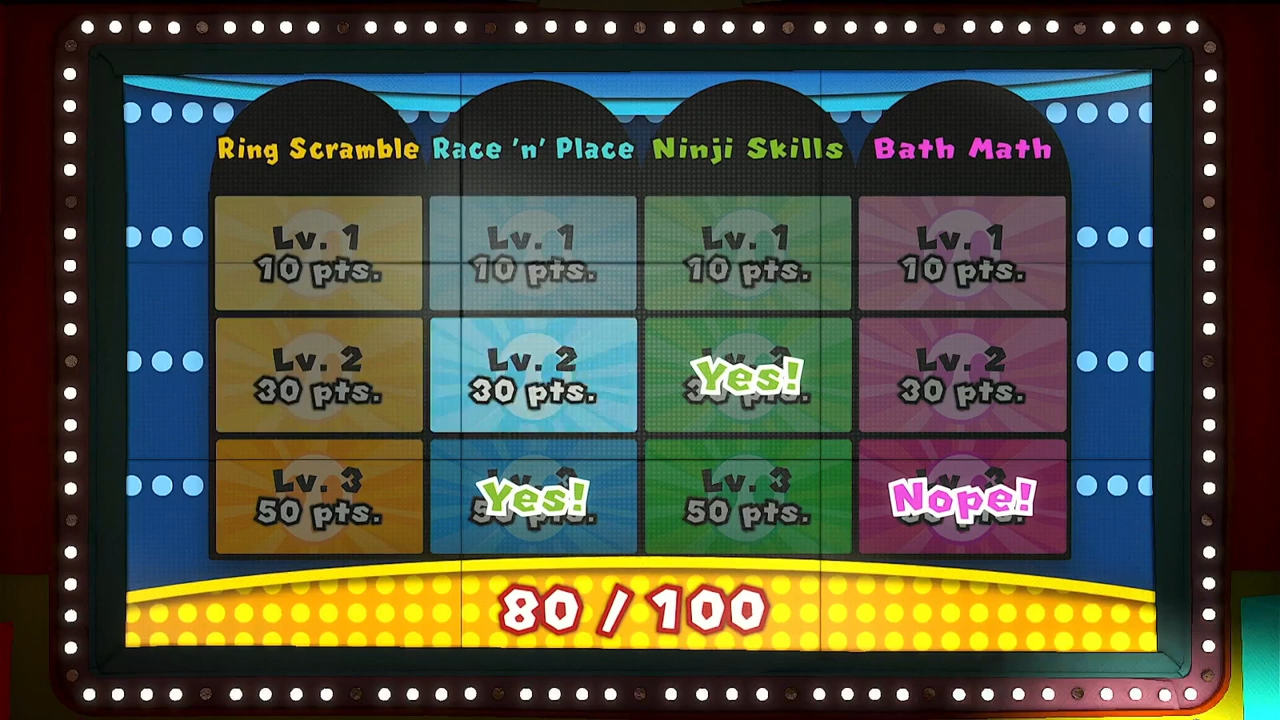 Ring Scramble Race 'n' Place Ninji Skills Bath Math
Lv. 1 Lv. 1 Lv. 1 Lv. 1
10 pts. 10 pts. 10 pts. 10 pts.
Lv. 2 Lv. 2 Yes! Lv. 2
30 pts. 30 pts. 30 pts.
Lv. 3 Yes! Lv. 3 Nope!
50 pts. 50 pts.
80 / 100